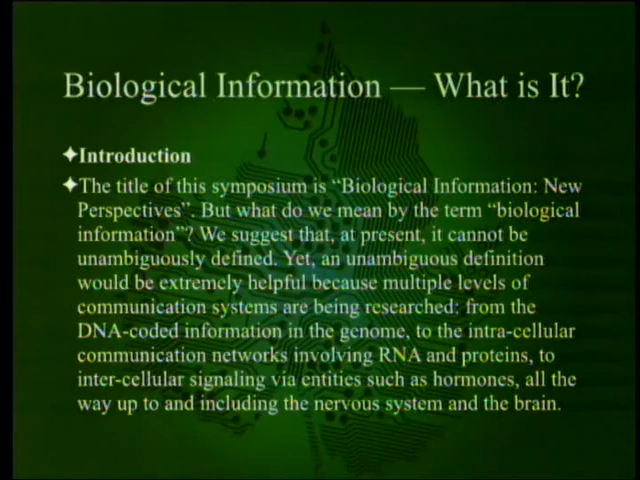 Biological Information — What is It?
✦Introduction
✦The title of this symposium is “Biological Information: New
Perspectives”. But what do we mean by the term “biological
information”? We suggest that, at present, it cannot be
unambiguously defined. Yet, an unambiguous definition
would be extremely helpful because multiple levels of
communication systems are being researched: from the
DNA-coded information in the genome, to the intra-cellular
communication networks involving RNA and proteins, to
inter-cellular signaling via entities such as hormones, all the
way up to and including the nervous system and the brain.